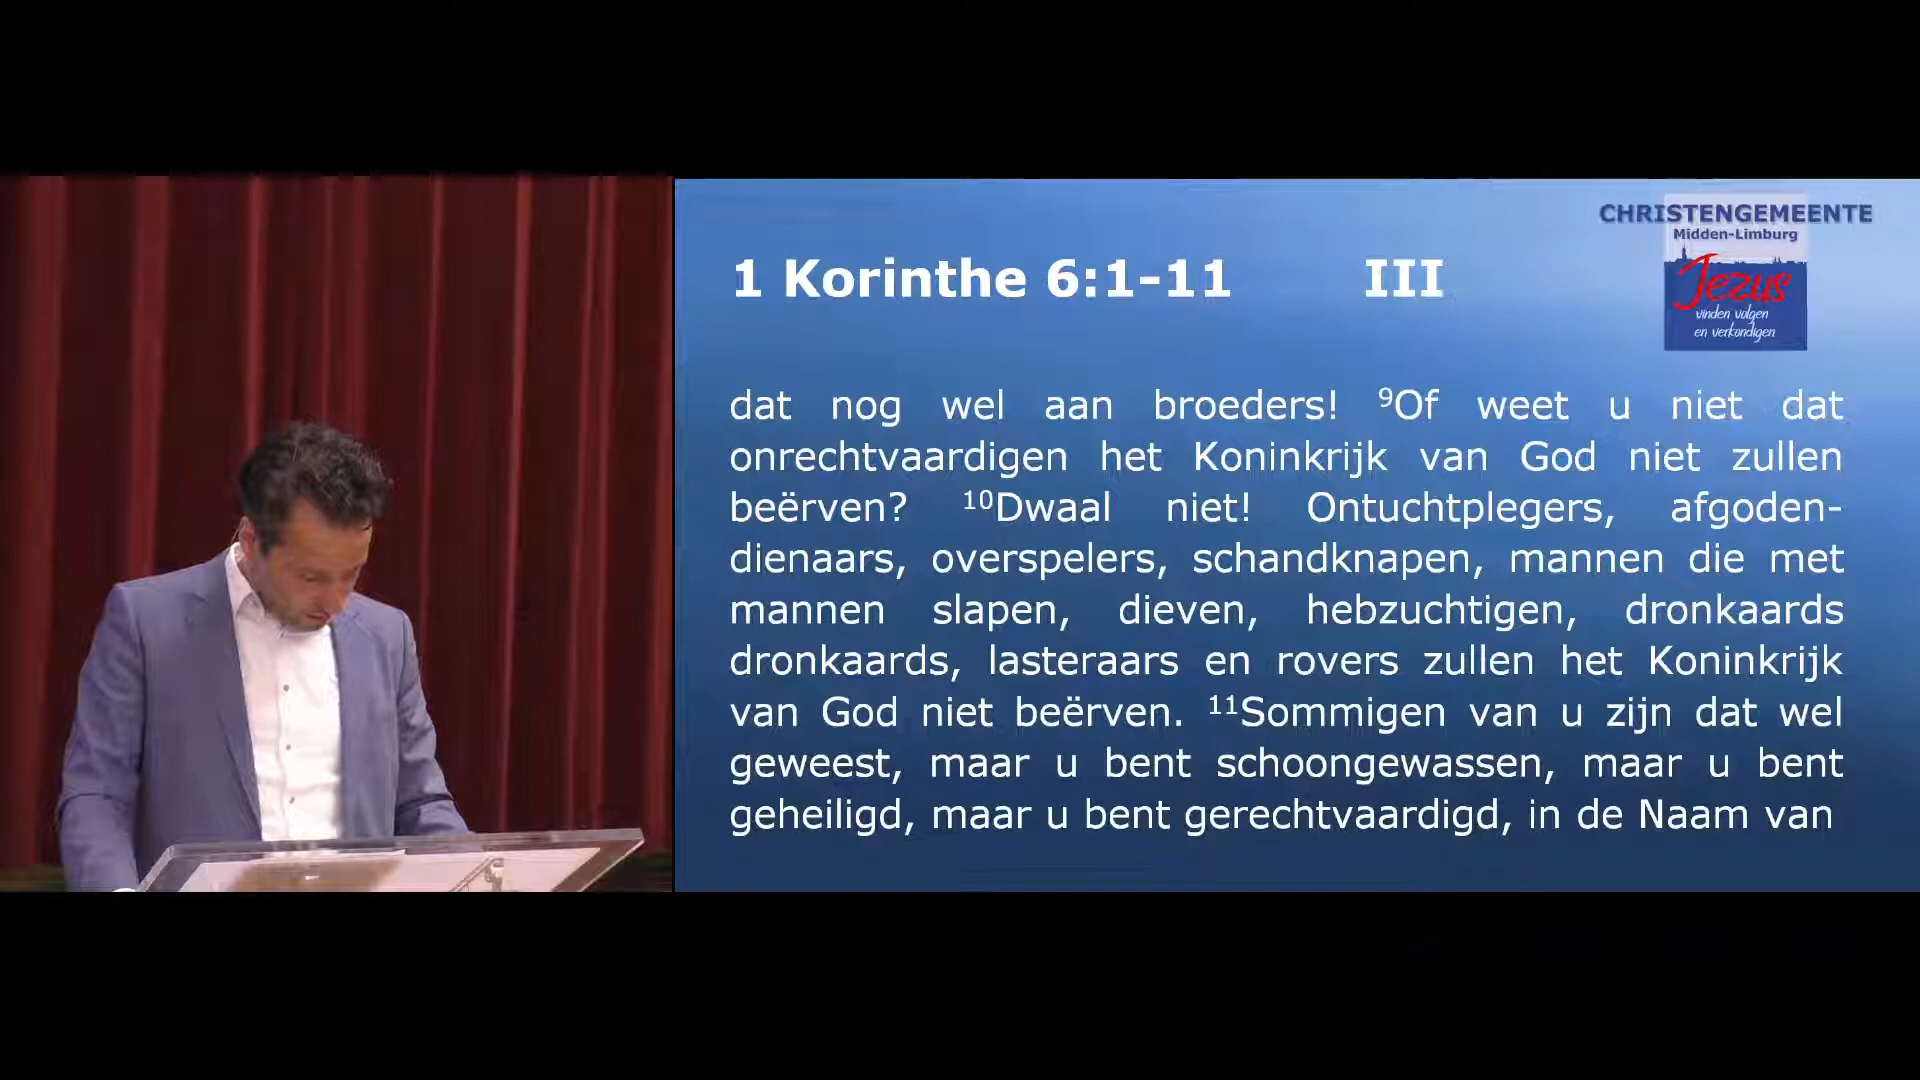 CHRISTENGEMEENTE
Midden-Limburg
Jezus
vinden volgen
en verkondigen
1 Korinthe 6:1-11 III
dat nog wel aan broeders! ⁹Of weet u niet dat
onrechtvaardigen het Koninkrijk van God niet zullen
beërven? ¹⁰Dwaal niet! Ontuchtplegers, afgoden-
dienaars, overspelers, schandknapen, mannen die met
mannen slapen, dieven, hebzuchtigen, dronkaards
dronkaards, lasteraars en rovers zullen het Koninkrijk
van God niet beërven. ¹¹Sommigen van u zijn dat wel
geweest, maar u bent schoongewassen, maar u bent
geheiligd, maar u bent gerechtvaardigd, in de Naam van